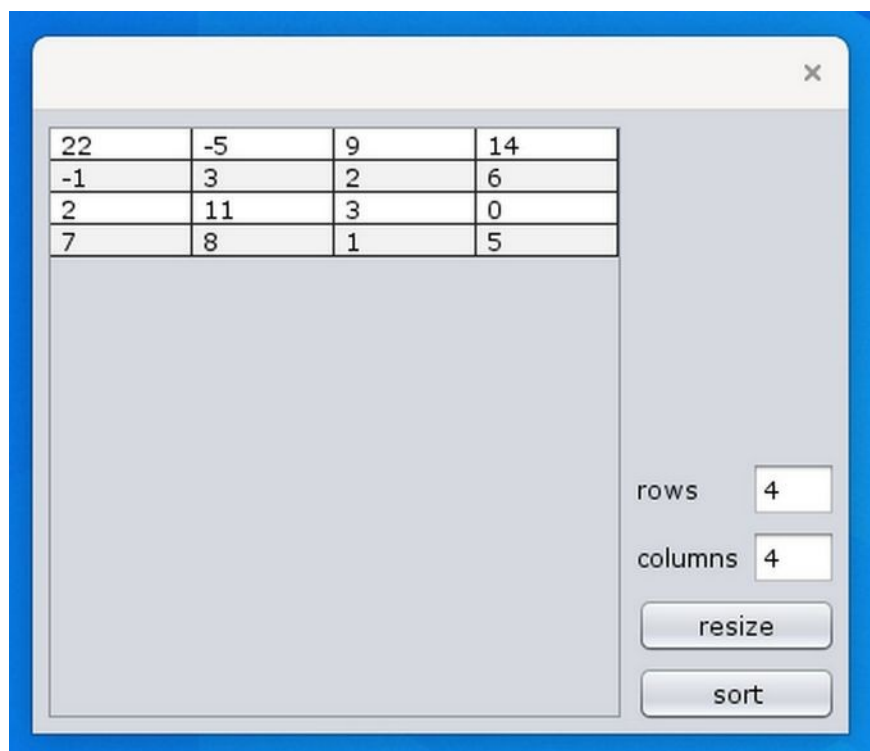 22 -5 9 14
-1 3 2 6
2 11 3 0
7 8 1 5
rows 4
columns 4
resize
sort